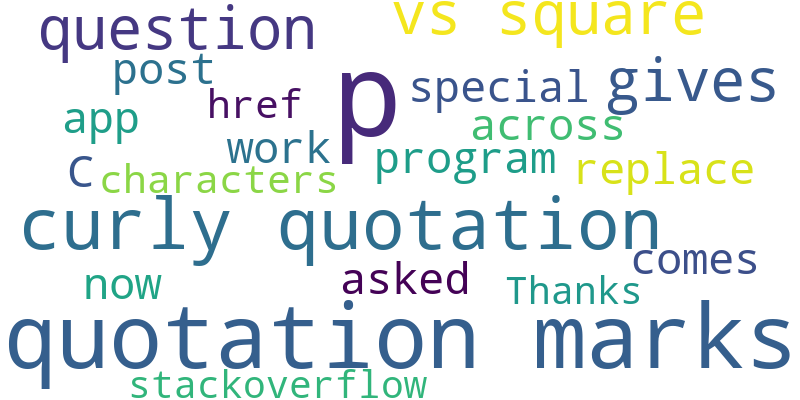 vs square
question
post
p
special
gives
href
app
across
work
program
C
characters
replace
curly quotation
comes
now
asked
Thanks
quotation marks
stackoverflow